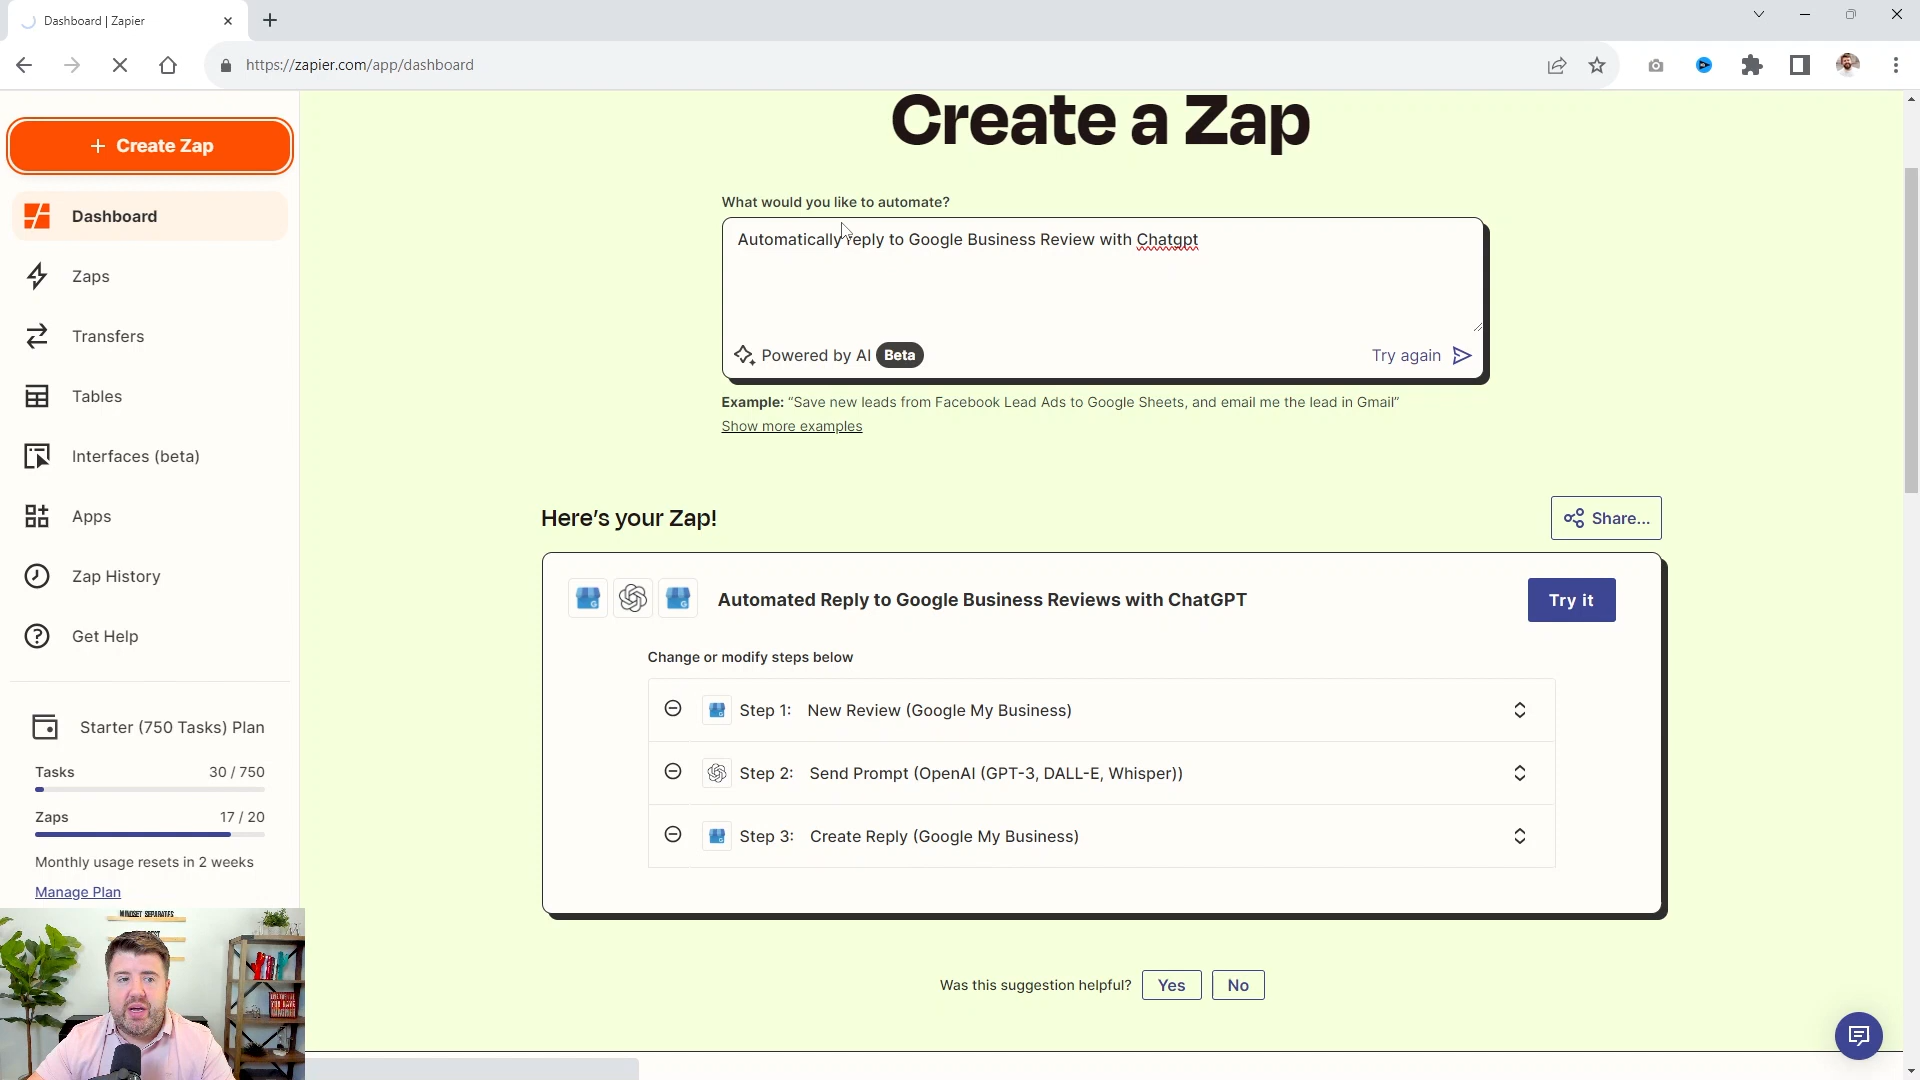 Dashboard | Zapier
https://zapier.com/app/dashboard
Create Zap
Dashboard
Zaps
Transfers
Tables
Interfaces (beta)
Apps
Zap History
Get Help
Starter (750 Tasks) Plan
Tasks 30 / 750
Zaps 17 / 20
Monthly usage resets in 2 weeks
Manage Plan
Create a Zap
What would you like to automate?
Automatically reply to Google Business Review with Chatgpt
Powered by AI Beta
Try again
Example: “Save new leads from Facebook Lead Ads to Google Sheets, and email me the lead in Gmail”
Show more examples
Here’s your Zap!
Share...
Automated Reply to Google Business Reviews with ChatGPT
Try it
Change or modify steps below
Step 1: New Review (Google My Business)
Step 2: Send Prompt (OpenAI (GPT-3, DALL-E, Whisper))
Step 3: Create Reply (Google My Business)
Was this suggestion helpful? Yes No
MINDSET SEPARATES